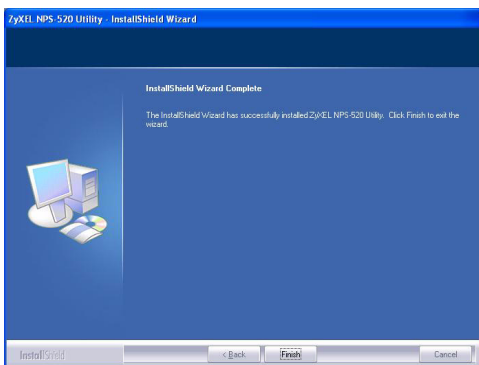 ZyXEL NPS-520 Utility - InstallShield Wizard
InstallShield Wizard Complete
The InstallShield Wizard has successfully installed ZyXEL NPS-520 Utility. Click Finish to exit the
wizard.
InstallShield
< Back
Finish
Cancel